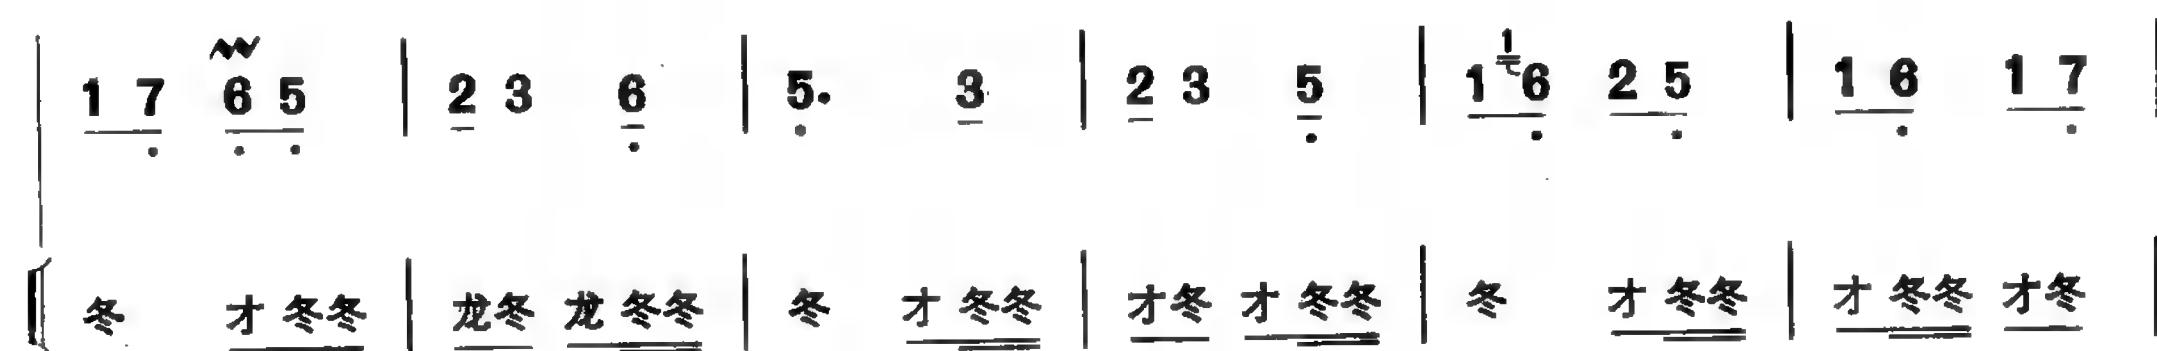 1 7 6 5 | 2 3 6 | 5. 3 | 2 3 5 | 1 1 6 2 5 | 1 6 1 7
冬 才 冬冬 | 龙冬 龙 冬冬 | 冬 才 冬冬 | 才冬 才 冬冬 | 冬 才 冬冬 | 才 冬冬 才冬 |